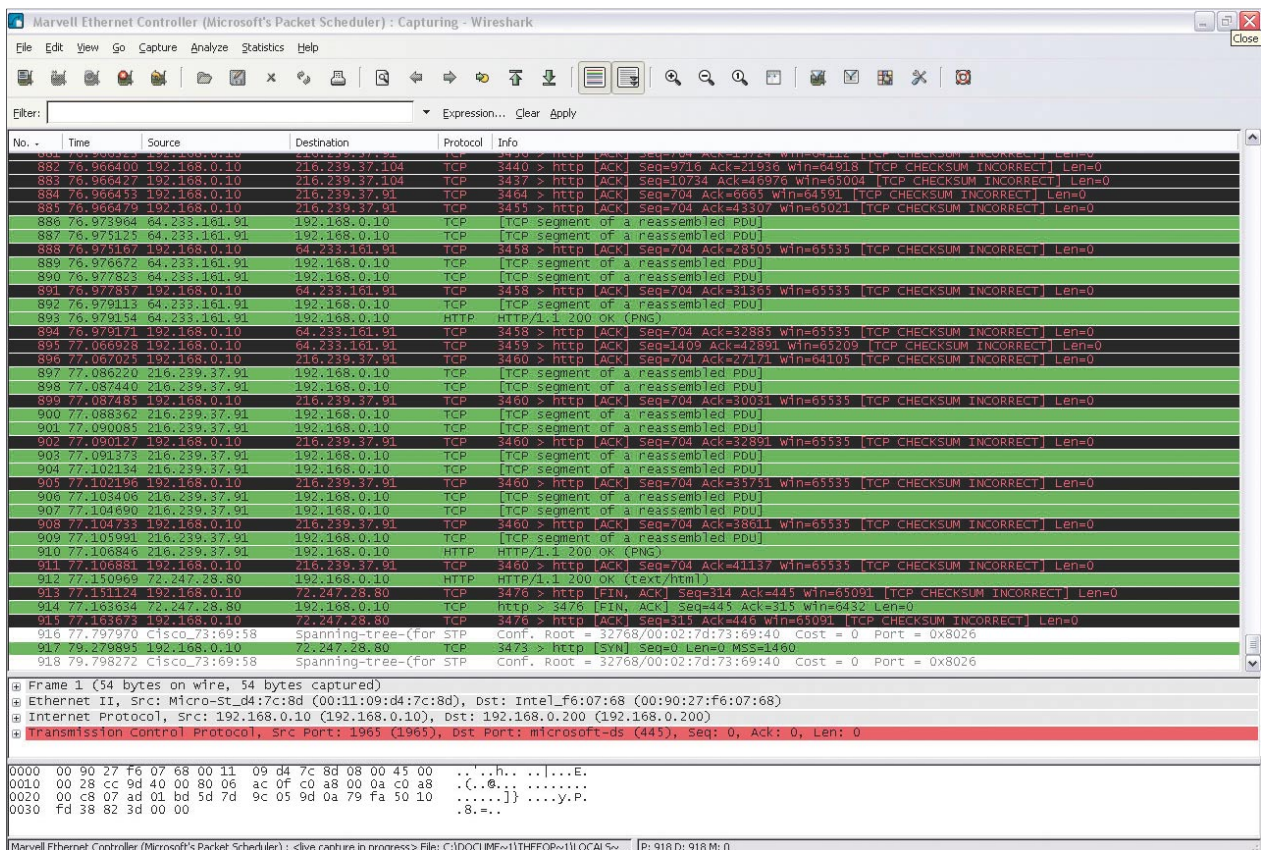 Marvell Ethernet Controller (Microsoft's Packet Scheduler) : Capturing - Wireshark
Close
File Edit View Go Capture Analyze Statistics Help
Filter: Expression... Clear Apply
No. - Time Source Destination Protocol Info
881 76.966323 192.168.0.10 216.239.37.91 TCP 3456 > http [ACK] Seq=704 Ack=15724 Win=64112 [TCP CHECKSUM INCORRECT] Len=0
882 76.966400 192.168.0.10 216.239.37.104 TCP 3440 > http [ACK] Seq=9716 Ack=21936 Win=64918 [TCP CHECKSUM INCORRECT] Len=0
883 76.966427 192.168.0.10 216.239.37.104 TCP 3437 > http [ACK] Seq=10734 Ack=46976 Win=65004 [TCP CHECKSUM INCORRECT] Len=0
884 76.966453 192.168.0.10 216.239.37.91 TCP 3464 > http [ACK] Seq=6665 Win=64591 [TCP CHECKSUM INCORRECT] Len=0
885 76.966479 192.168.0.10 216.239.37.91 TCP 3455 > http [ACK] Seq=704 Ack=43307 Win=65021 [TCP CHECKSUM INCORRECT] Len=0
886 76.973964 64.233.161.91 192.168.0.10 TCP [TCP segment of a reassembled PDU]
887 76.975125 64.233.161.91 192.168.0.10 TCP [TCP segment of a reassembled PDU]
888 76.975167 192.168.0.10 64.233.161.91 TCP 3458 > http [ACK] Seq=704 Ack=28505 Win=65535 [TCP CHECKSUM INCORRECT] Len=0
889 76.976672 64.233.161.91 192.168.0.10 TCP [TCP segment of a reassembled PDU]
890 76.977823 64.233.161.91 192.168.0.10 TCP [TCP segment of a reassembled PDU]
891 76.977857 192.168.0.10 64.233.161.91 TCP 3458 > http [ACK] Seq=704 Ack=31365 Win=65535 [TCP CHECKSUM INCORRECT] Len=0
892 76.979113 64.233.161.91 192.168.0.10 TCP [TCP segment of a reassembled PDU]
893 76.979154 64.233.161.91 192.168.0.10 HTTP HTTP/1.1 200 OK (PNG)
894 76.979171 192.168.0.10 64.233.161.91 TCP 3458 > http [ACK] Seq=704 Ack=32885 Win=65535 [TCP CHECKSUM INCORRECT] Len=0
895 77.066928 192.168.0.10 64.233.161.91 TCP 3459 > http [ACK] Seq=1409 Ack=42891 Win=65209 [TCP CHECKSUM INCORRECT] Len=0
896 77.067025 192.168.0.10 216.239.37.91 TCP 3460 > http [ACK] Seq=704 Ack=27171 Win=64105 [TCP CHECKSUM INCORRECT] Len=0
897 77.086220 216.239.37.91 192.168.0.10 TCP [TCP segment of a reassembled PDU]
898 77.087440 216.239.37.91 192.168.0.10 TCP [TCP segment of a reassembled PDU]
899 77.087485 192.168.0.10 216.239.37.91 TCP 3460 > http [ACK] Seq=704 Ack=30031 Win=65535 [TCP CHECKSUM INCORRECT] Len=0
900 77.088362 216.239.37.91 192.168.0.10 TCP [TCP segment of a reassembled PDU]
901 77.090085 216.239.37.91 192.168.0.10 TCP [TCP segment of a reassembled PDU]
902 77.090127 192.168.0.10 216.239.37.91 TCP 3460 > http [ACK] Seq=704 Ack=32891 Win=65535 [TCP CHECKSUM INCORRECT] Len=0
903 77.091373 216.239.37.91 192.168.0.10 TCP [TCP segment of a reassembled PDU]
904 77.102134 216.239.37.91 192.168.0.10 TCP [TCP segment of a reassembled PDU]
905 77.102196 192.168.0.10 216.239.37.91 TCP 3460 > http [ACK] Seq=704 Ack=35751 Win=65535 [TCP CHECKSUM INCORRECT] Len=0
906 77.103406 216.239.37.91 192.168.0.10 TCP [TCP segment of a reassembled PDU]
907 77.104690 216.239.37.91 192.168.0.10 TCP [TCP segment of a reassembled PDU]
908 77.104733 192.168.0.10 216.239.37.91 TCP 3460 > http [ACK] Seq=704 Ack=38611 Win=65535 [TCP CHECKSUM INCORRECT] Len=0
909 77.105991 216.239.37.91 192.168.0.10 TCP [TCP segment of a reassembled PDU]
910 77.106846 216.239.37.91 192.168.0.10 HTTP HTTP/1.1 200 OK (PNG)
911 77.106881 192.168.0.10 216.239.37.91 TCP 3460 > http [ACK] Seq=704 Ack=41137 Win=65535 [TCP CHECKSUM INCORRECT] Len=0
912 77.150969 72.247.28.80 192.168.0.10 HTTP HTTP/1.1 200 OK (text/html)
913 77.151124 192.168.0.10 72.247.28.80 TCP 3476 > http [FIN, ACK] Seq=314 Ack=445 Win=65091 [TCP CHECKSUM INCORRECT] Len=0
914 77.163634 72.247.28.80 192.168.0.10 TCP http > 3476 [FIN, ACK] Seq=445 Ack=315 Win=6432 Len=0
915 77.163673 192.168.0.10 72.247.28.80 TCP 3476 > http [ACK] Seq=315 Ack=446 Win=65091 [TCP CHECKSUM INCORRECT] Len=0
916 77.797970 Cisco_73:69:58 Spanning-tree-(for STP Conf. Root = 32768/00:02:7d:73:69:40 Cost = 0 Port = 0x8026
917 79.279895 192.168.0.10 72.247.28.80 TCP 3473 > http [SYN] Seq=0 Len=0 MSS=1460
918 79.798272 Cisco_73:69:58 Spanning-tree-(for STP Conf. Root = 32768/00:02:7d:73:69:40 Cost = 0 Port = 0x8026
Frame 1 (54 bytes on wire, 54 bytes captured)
Ethernet II, Src: Micro-St_d4:7c:8d (00:11:09:d4:7c:8d), Dst: Intel_f6:07:68 (00:90:27:f6:07:68)
Internet Protocol, Src: 192.168.0.10 (192.168.0.10), Dst: 192.168.0.200 (192.168.0.200)
Transmission Control Protocol, Src Port: 1965 (1965), Dst Port: microsoft-ds (445), Seq: 0, Ack: 0, Len: 0
0000 00 90 27 f6 07 68 00 11 09 d4 7c 8d 08 00 45 00 ..'..h.. ..|...E.
0010 00 28 cc 9d 40 00 80 06 ac 0f c0 a8 00 0a c0 a8 .(..@... ........
0020 00 c8 07 ad 01 bd 5d 7d 9c 05 9d 0a 79 fa 50 10 ......]} ....y.P.
0030 fd 38 82 3d 00 00 .8.=..
Marvell Ethernet Controller (Microsoft's Packet Scheduler) : <live capture in progress> File: C:\DOCUME~1\THEEOP~1\LOCALS~ P: 918 D: 918 M: 0